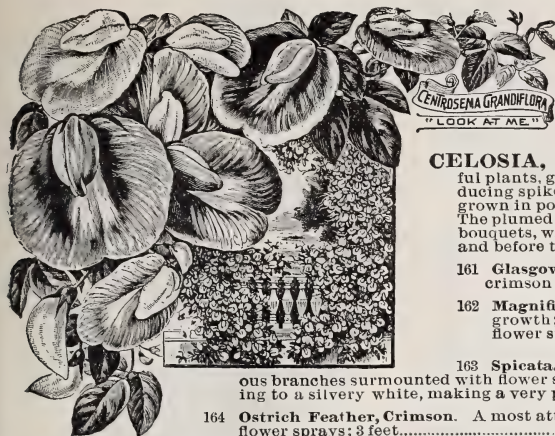 CENTROSEMA GRANDIFLORA
"LOOK AT ME"
CELOSIA,
ful plants, g
ducing spike
grown in po
The plumed
bouquets, w
and before t
161 Glasgov
crimson
162 Magnifi
growth:
flower s
163 Spicata.
ous branches surmounted with flower s
ing to a silvery white, making a very p
164 Ostrich Feather, Crimson. A most att
flower sprays; 3 feet